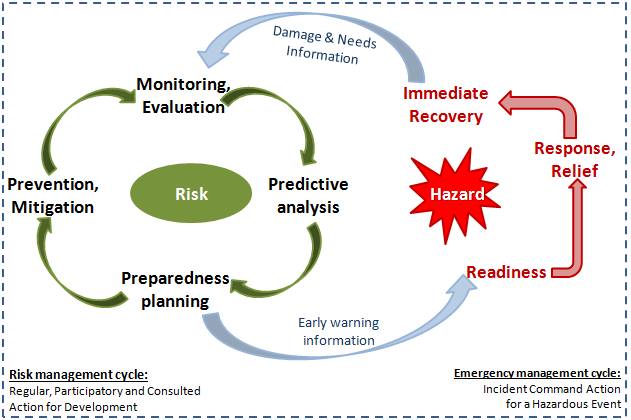 Damage & Needs
Information
Monitoring,
Evaluation
Immediate
Recovery
Response,
Relief
Prevention,
Mitigation
Risk
Predictive
analysis
Hazard
Preparedness
planning
Readiness
Early warning
information
Risk management cycle:
Regular, Participatory and Consulted
Action for Development
Emergency management cycle:
Incident Command Action
for a Hazardous Event